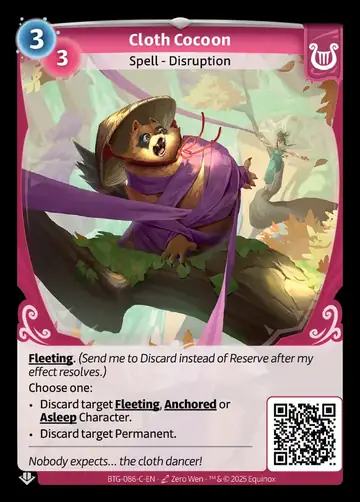 3
3
Cloth Cocoon
Spell - Disruption
Fleeting. (Send me to Discard instead of Reserve after my
effect resolves.)
Choose one:
• Discard target Fleeting, Anchored or
Asleep Character.
• Discard target Permanent.
Nobody expects... the cloth dancer!
BTG-086-C-EN - Zero Wen - ™ & © 2025 Equinox